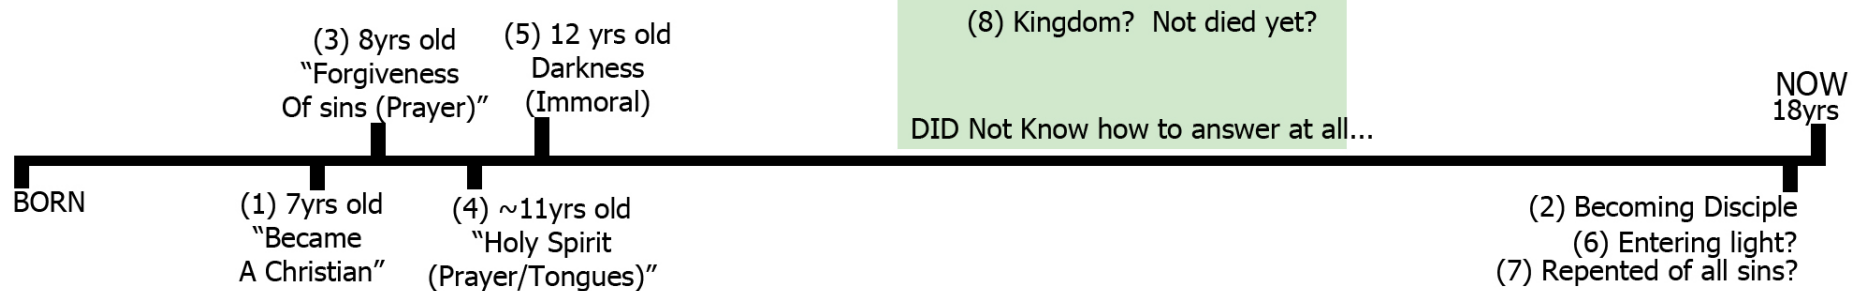 (8) Kingdom?  Not died yet?
(3) 8yrs old
“Forgiveness
Of sins (Prayer)”
(5) 12 yrs old
Darkness
(Immoral)
DID Not Know how to answer at all...
NOW
18yrs
BORN
(1) 7yrs old
“Became
A Christian”
(4) ~11yrs old
“Holy Spirit
(Prayer/Tongues)”
(2) Becoming Disciple
(6) Entering light?
(7) Repented of all sins?